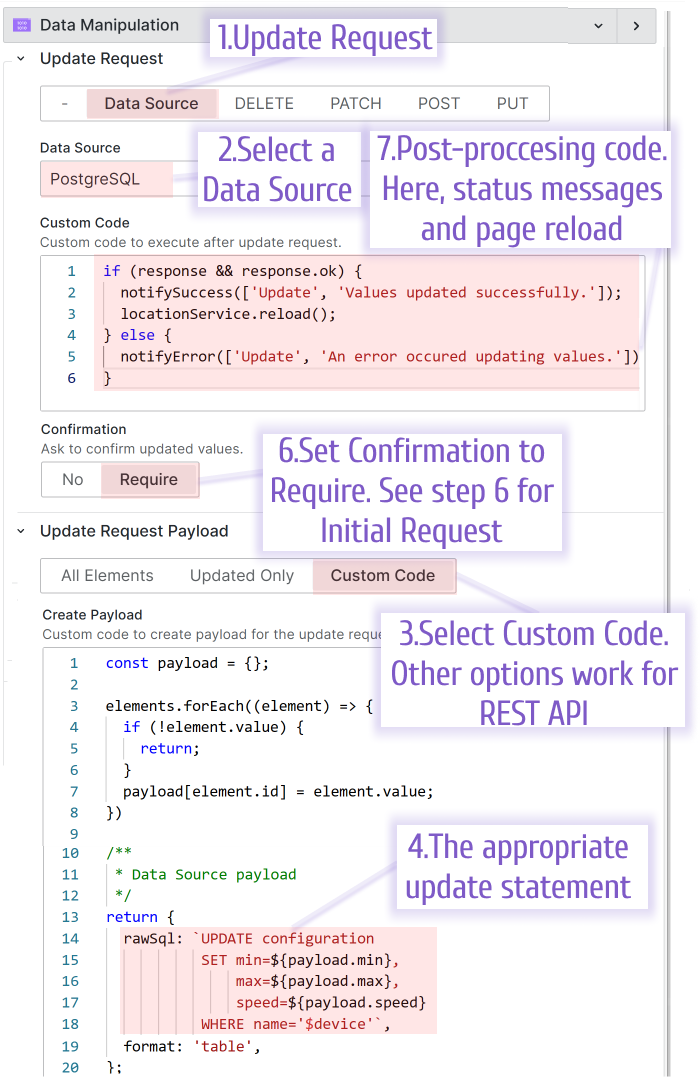 Data Manipulation
1.Update Request
Update Request
- Data Source DELETE PATCH POST PUT
Data Source
PostgreSQL
2.Select a
Data Source
7.Post-proccesing code.
Here, status messages
and page reload
Custom Code
Custom code to execute after update request.
1 if (response && response.ok) {
2 notifySuccess(['Update', 'Values updated successfully.']);
3 locationService.reload();
4 } else {
5 notifyError(['Update', 'An error occured updating values.'])
6 }
Confirmation
Ask to confirm updated values.
No Require
6.Set Confirmation to
Require. See step 6 for
Initial Request
Update Request Payload
All Elements Updated Only Custom Code
3.Select Custom Code.
Other options work for
REST API
Create Payload
Custom code to create payload for the update reque
1 const payload = {};
2
3 elements.forEach((element) => {
4 if (!element.value) {
5 return;
6 }
7 payload[element.id] = element.value;
8 })
9
4.The appropriate
update statement
10 /**
11 * Data Source payload
12 */
13 return {
14 rawSql: `UPDATE configuration
15 SET min=${payload.min},
16 max=${payload.max},
17 speed=${payload.speed}
18 WHERE name='$device'`,
19 format: 'table',
20 };